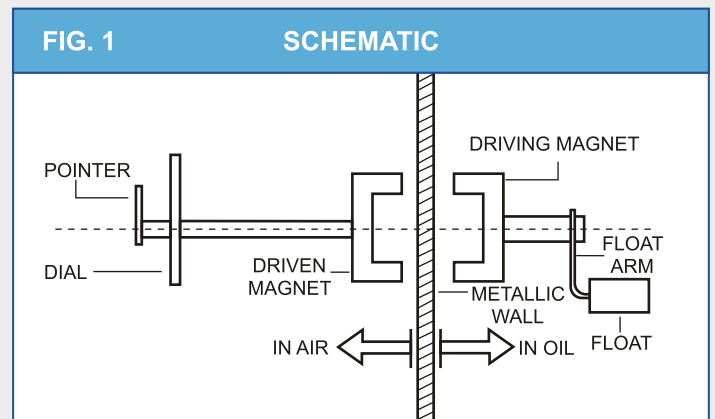 FIG. 1
SCHEMATIC
DRIVING MAGNET
POINTER
FLOAT
ARM
DIAL
DRIVEN
MAGNET
METALLIC
WALL
IN AIR
IN OIL
FLOAT